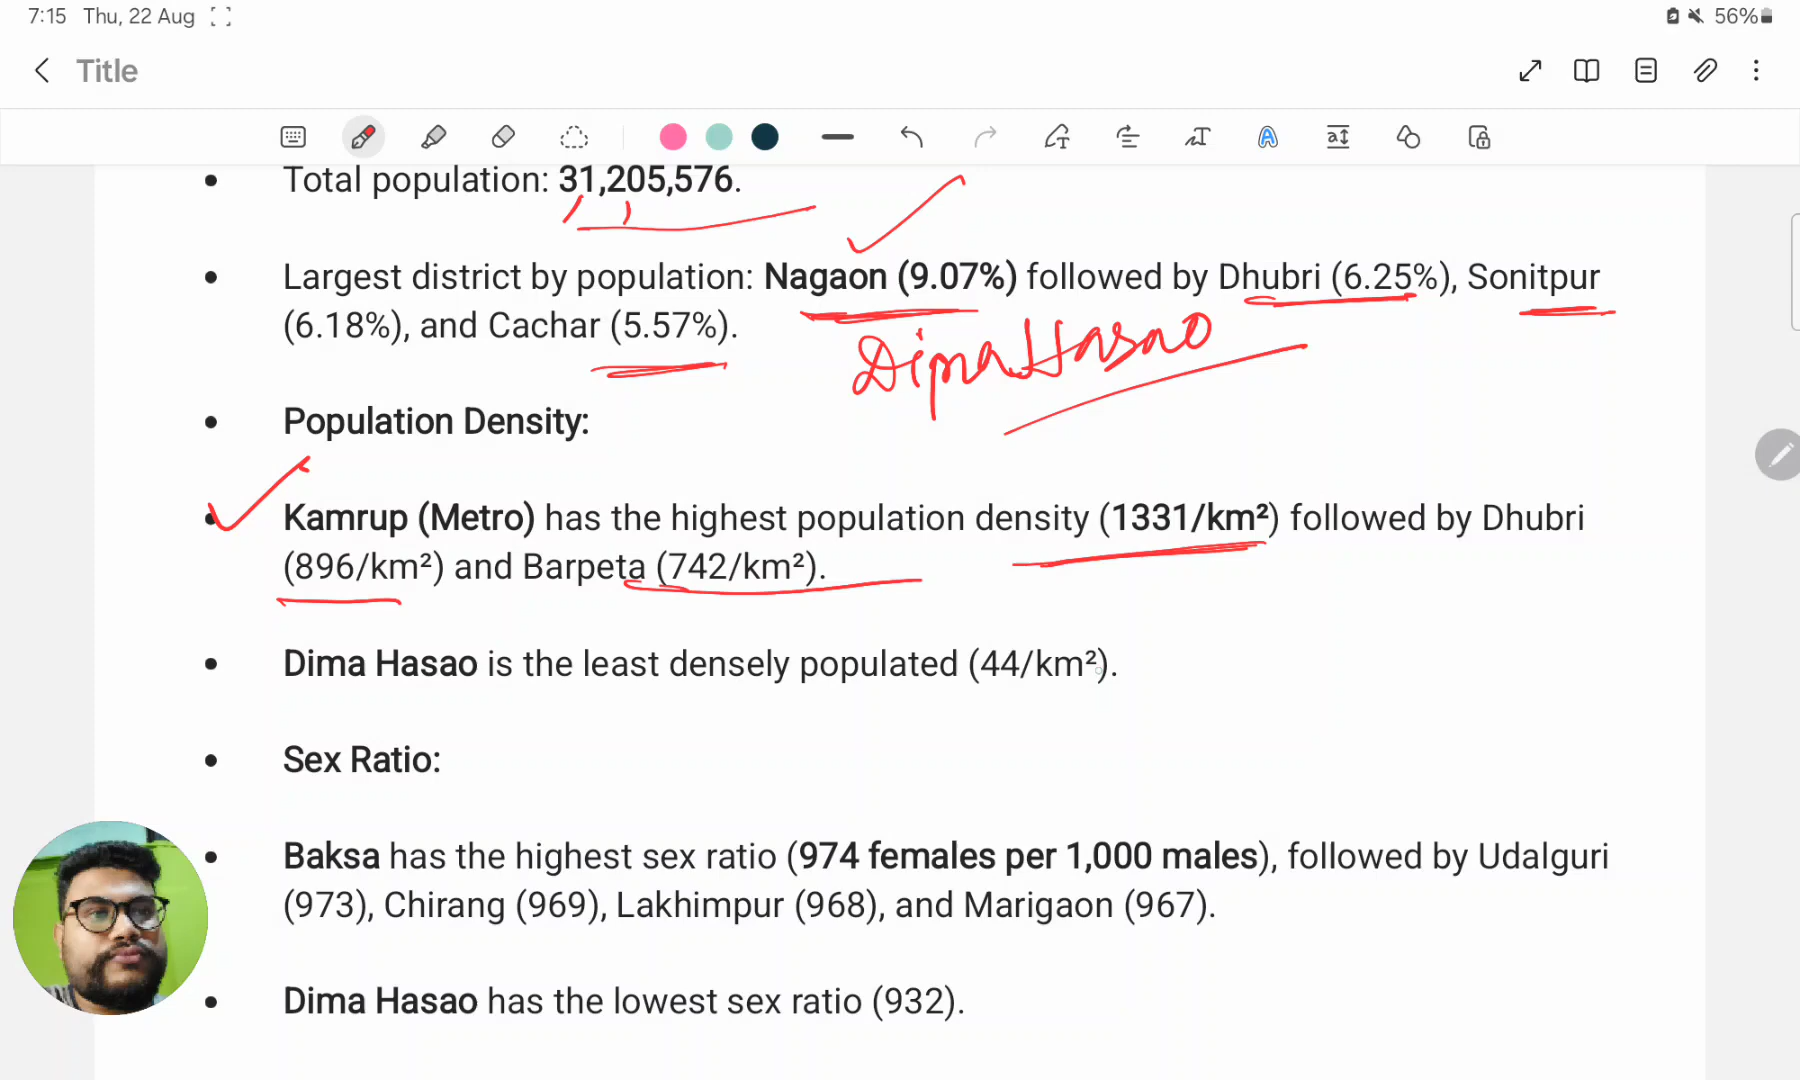 7:15 Thu, 22 Aug
56%
Title
Total population: 31,205,576.
Largest district by population: Nagaon (9.07%) followed by Dhubri (6.25%), Sonitpur
(6.18%), and Cachar (5.57%).
Dima Hasao
Population Density:
Kamrup (Metro) has the highest population density (1331/km²) followed by Dhubri
(896/km²) and Barpeta (742/km²).
Dima Hasao is the least densely populated (44/km²).
Sex Ratio:
Baksa has the highest sex ratio (974 females per 1,000 males), followed by Udalguri
(973), Chirang (969), Lakhimpur (968), and Marigaon (967).
Dima Hasao has the lowest sex ratio (932).